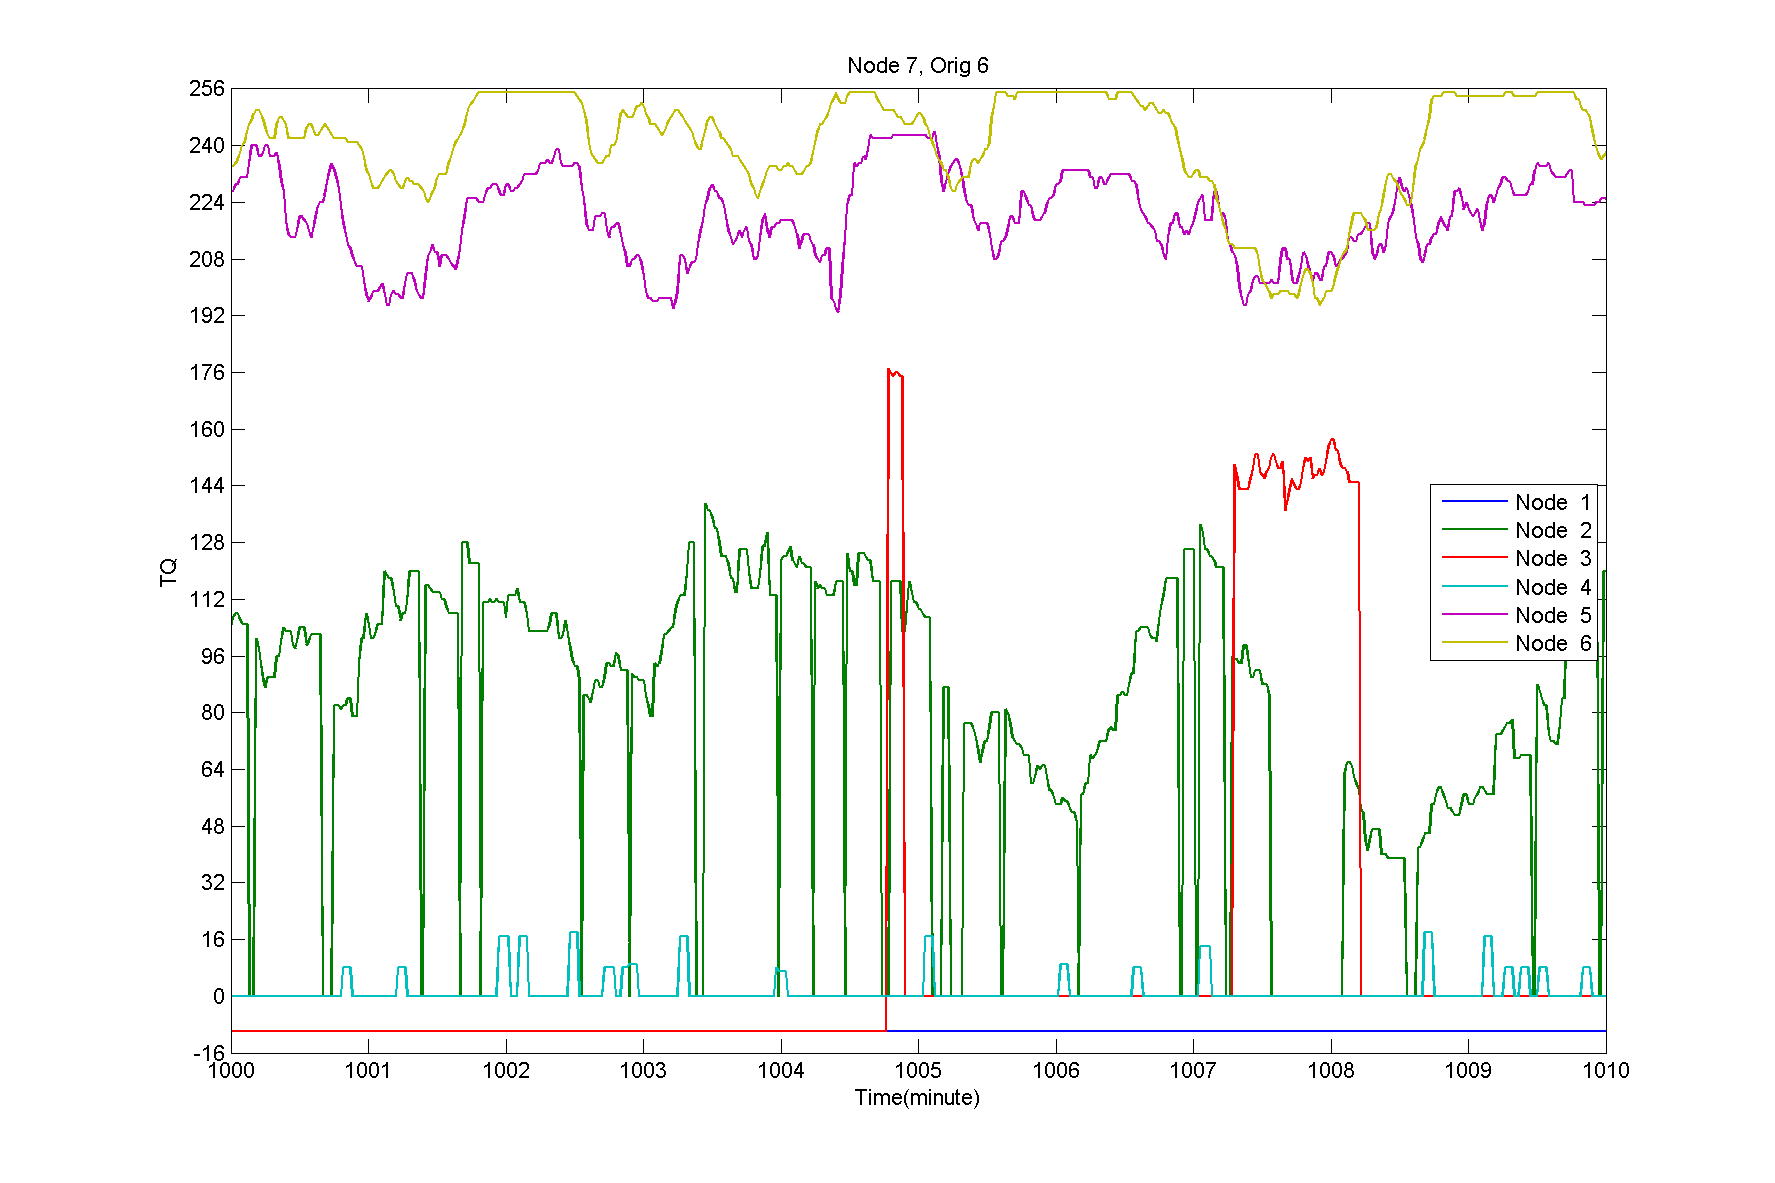 Node 7, Orig 6
256
240
224
208
192
176
160
144
128
112
96
80
64
48
32
16
0
-16
TQ
Node 1
Node 2
Node 3
Node 4
Node 5
Node 6
1000 1001 1002 1003 1004 1005 1006 1007 1008 1009 1010
Time(minute)